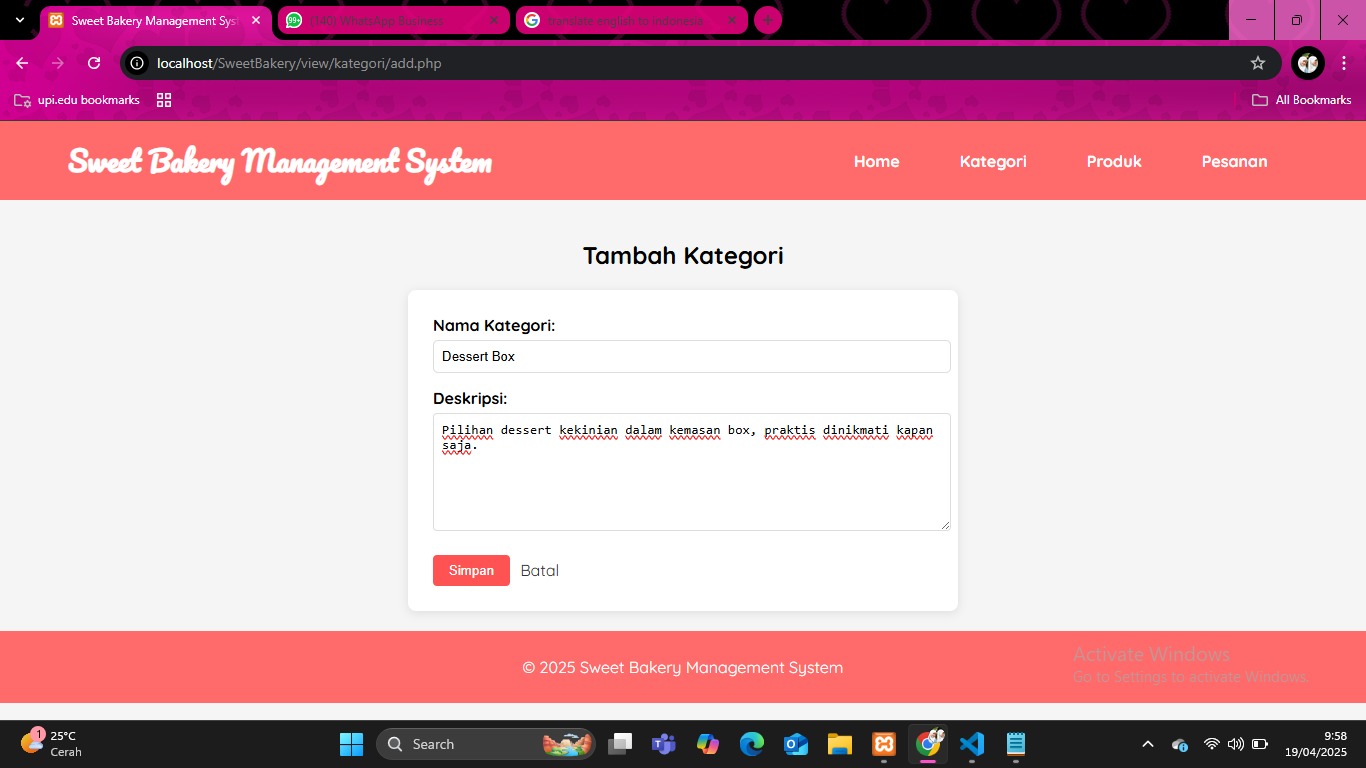 Sweet Bakery Management Sys
(140) WhatsApp Business
translate english to indonesia
localhost/SweetBakery/view/kategori/add.php
upi.edu bookmarks
All Bookmarks
Sweet Bakery Management System
Home
Kategori
Produk
Pesanan
Tambah Kategori
Nama Kategori:
Dessert Box
Deskripsi:
Pilihan dessert kekinian dalam kemasan box, praktis dinikmati kapan
saja.
Simpan
Batal
© 2025 Sweet Bakery Management System
Activate Windows
Go to Settings to activate Windows.
1
25°C
Cerah
Search
9:58
19/04/2025